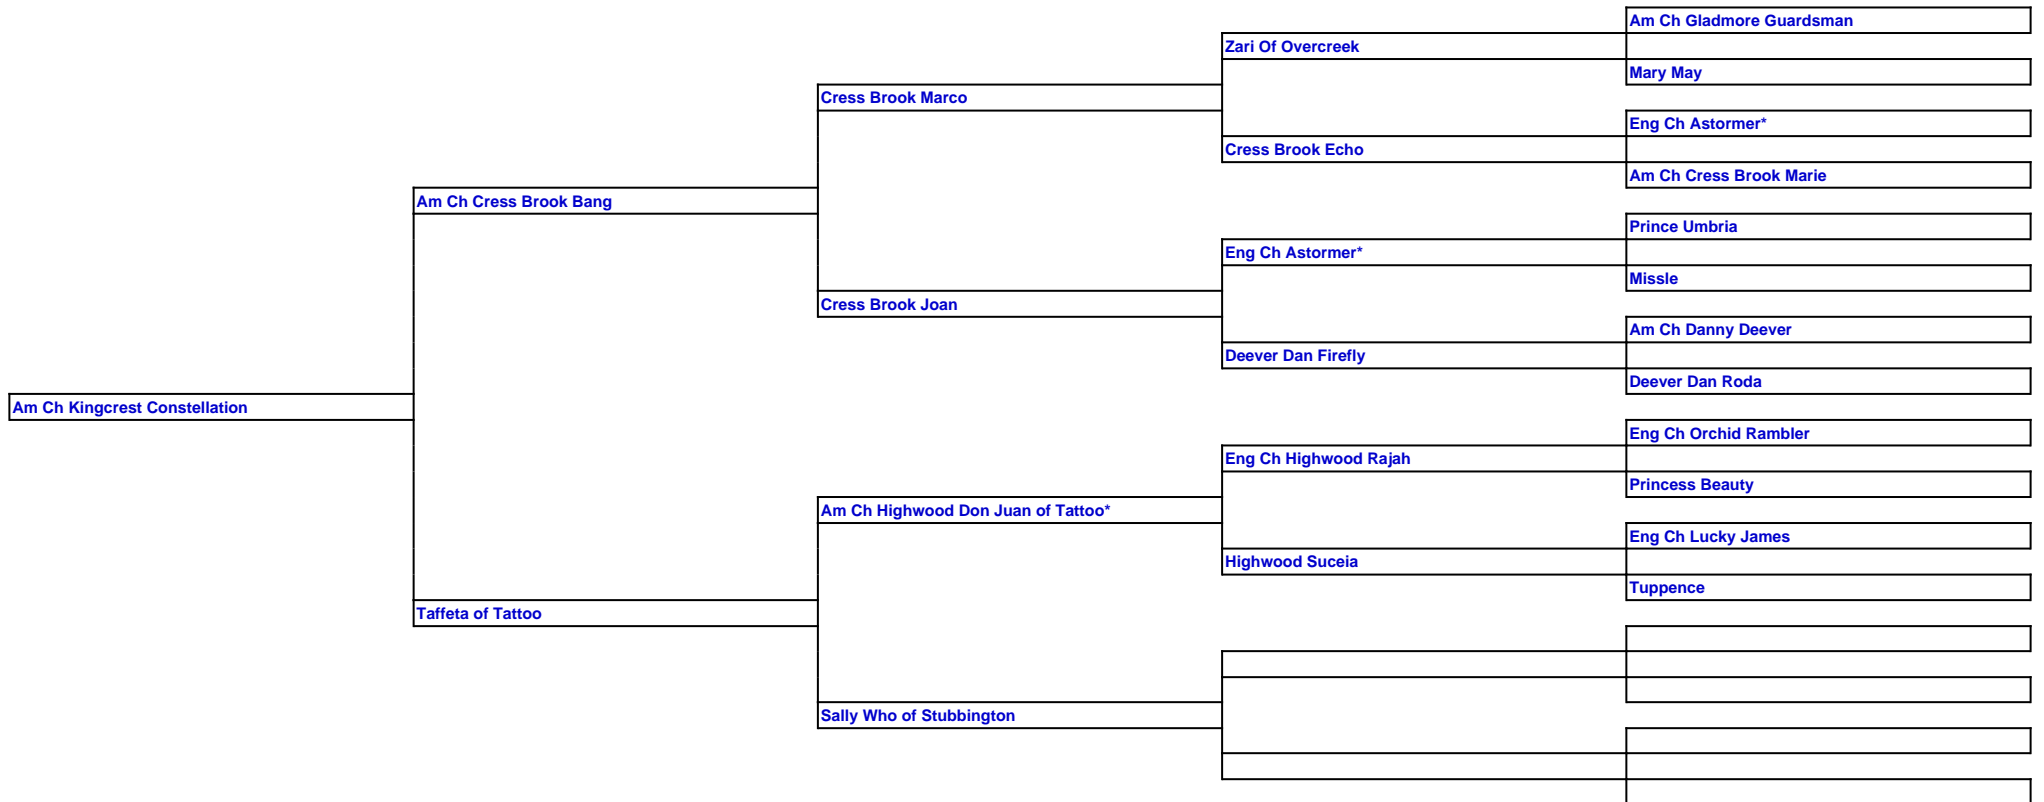 Am Ch Gladmore Guardsman
Zari Of Overcreek
Mary May
Cress Brook Marco
Eng Ch Astormer*
Cress Brook Echo
Am Ch Cress Brook Marie
Am Ch Cress Brook Bang
Prince Umbria
Eng Ch Astormer*
Missle
Cress Brook Joan
Am Ch Danny Deever
Deever Dan Firefly
Deever Dan Roda
Am Ch Kingcrest Constellation
Eng Ch Orchid Rambler
Eng Ch Highwood Rajah
Princess Beauty
Am Ch Highwood Don Juan of Tattoo*
Eng Ch Lucky James
Highwood Suceia
Tuppence
Taffeta of Tattoo
Sally Who of Stubbington